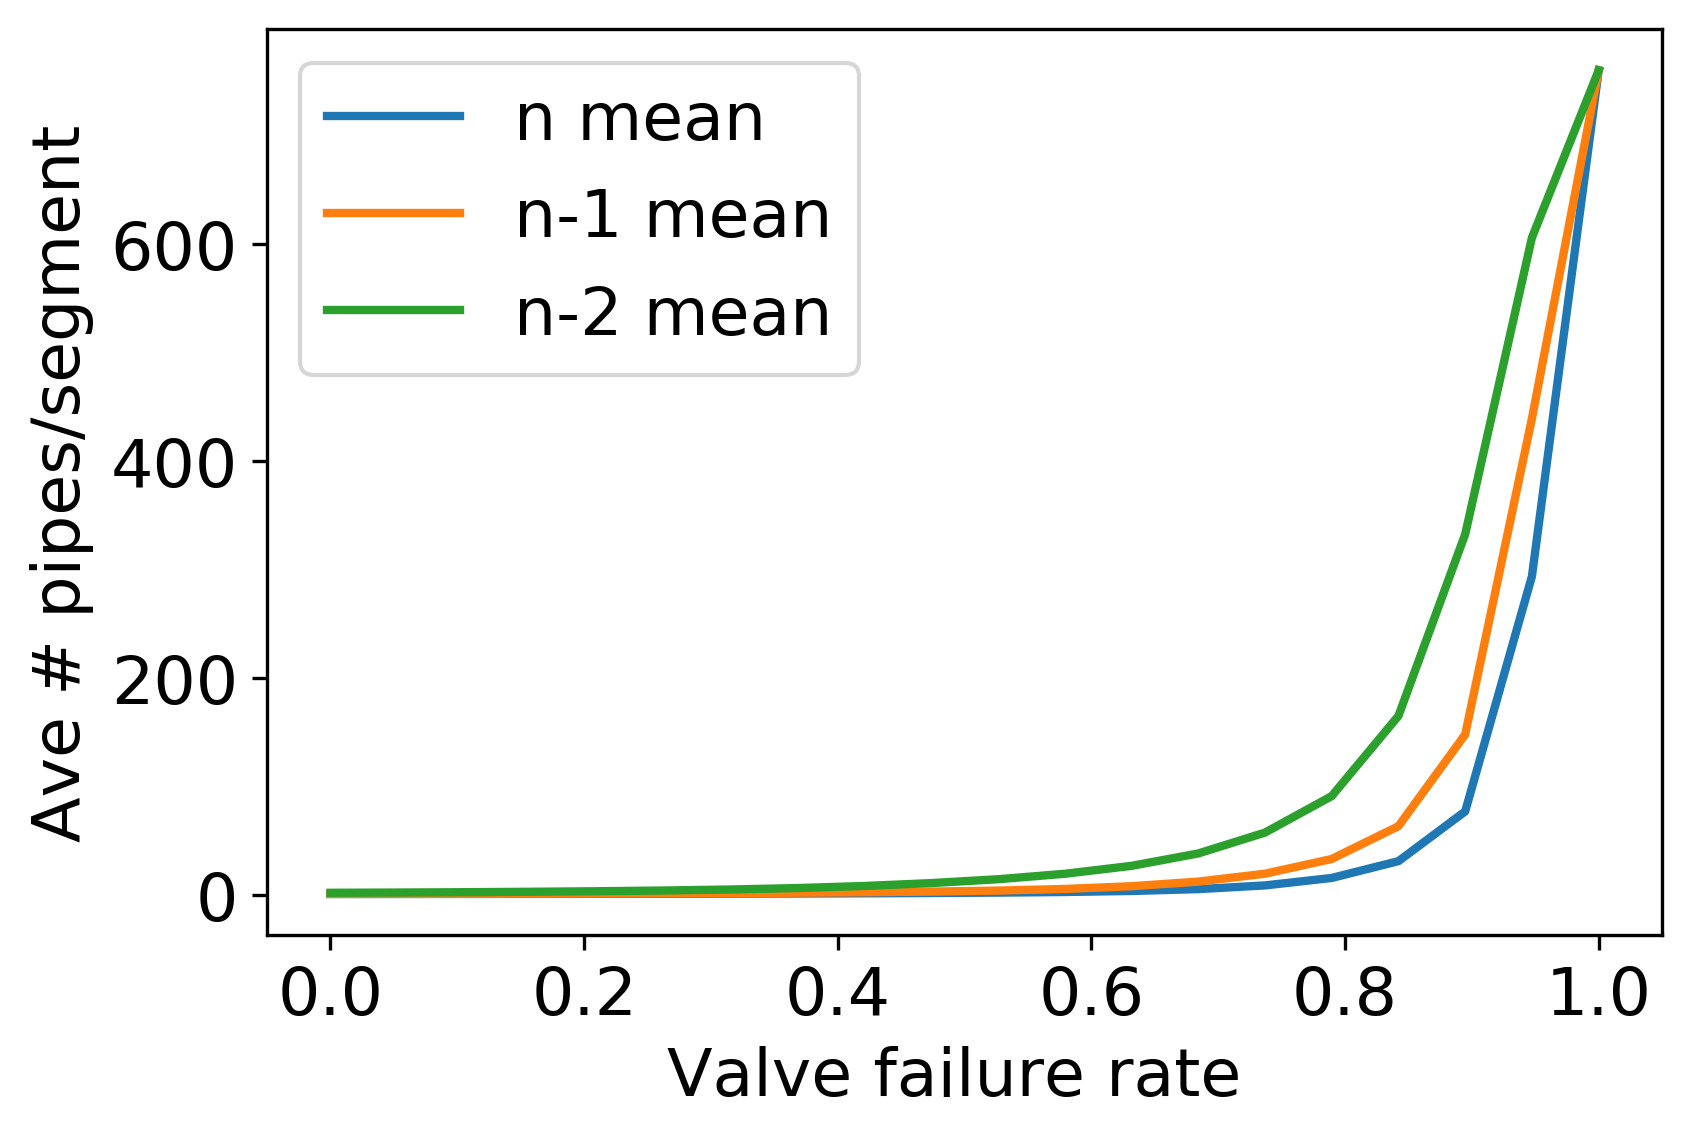 n mean
n-1 mean
n-2 mean
Ave # pipes/segment
600
400
200
0
0.0 0.2 0.4 0.6 0.8 1.0
Valve failure rate